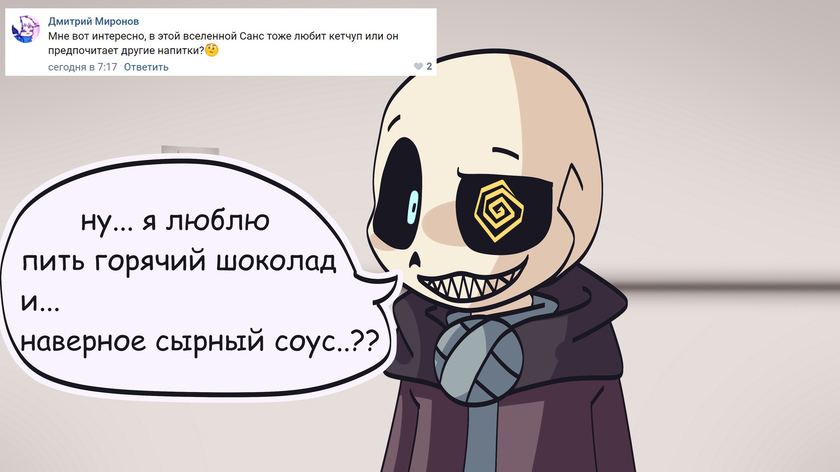 Дмитрий Миронов
Мне вот интересно, в этой вселенной Санс тоже любит кетчуп или он
предпочитает другие напитки?🤨
сегодня в 7:17 Ответить
2
ну... я люблю
пить горячий шоколад
и...
наверное сырный соус..??